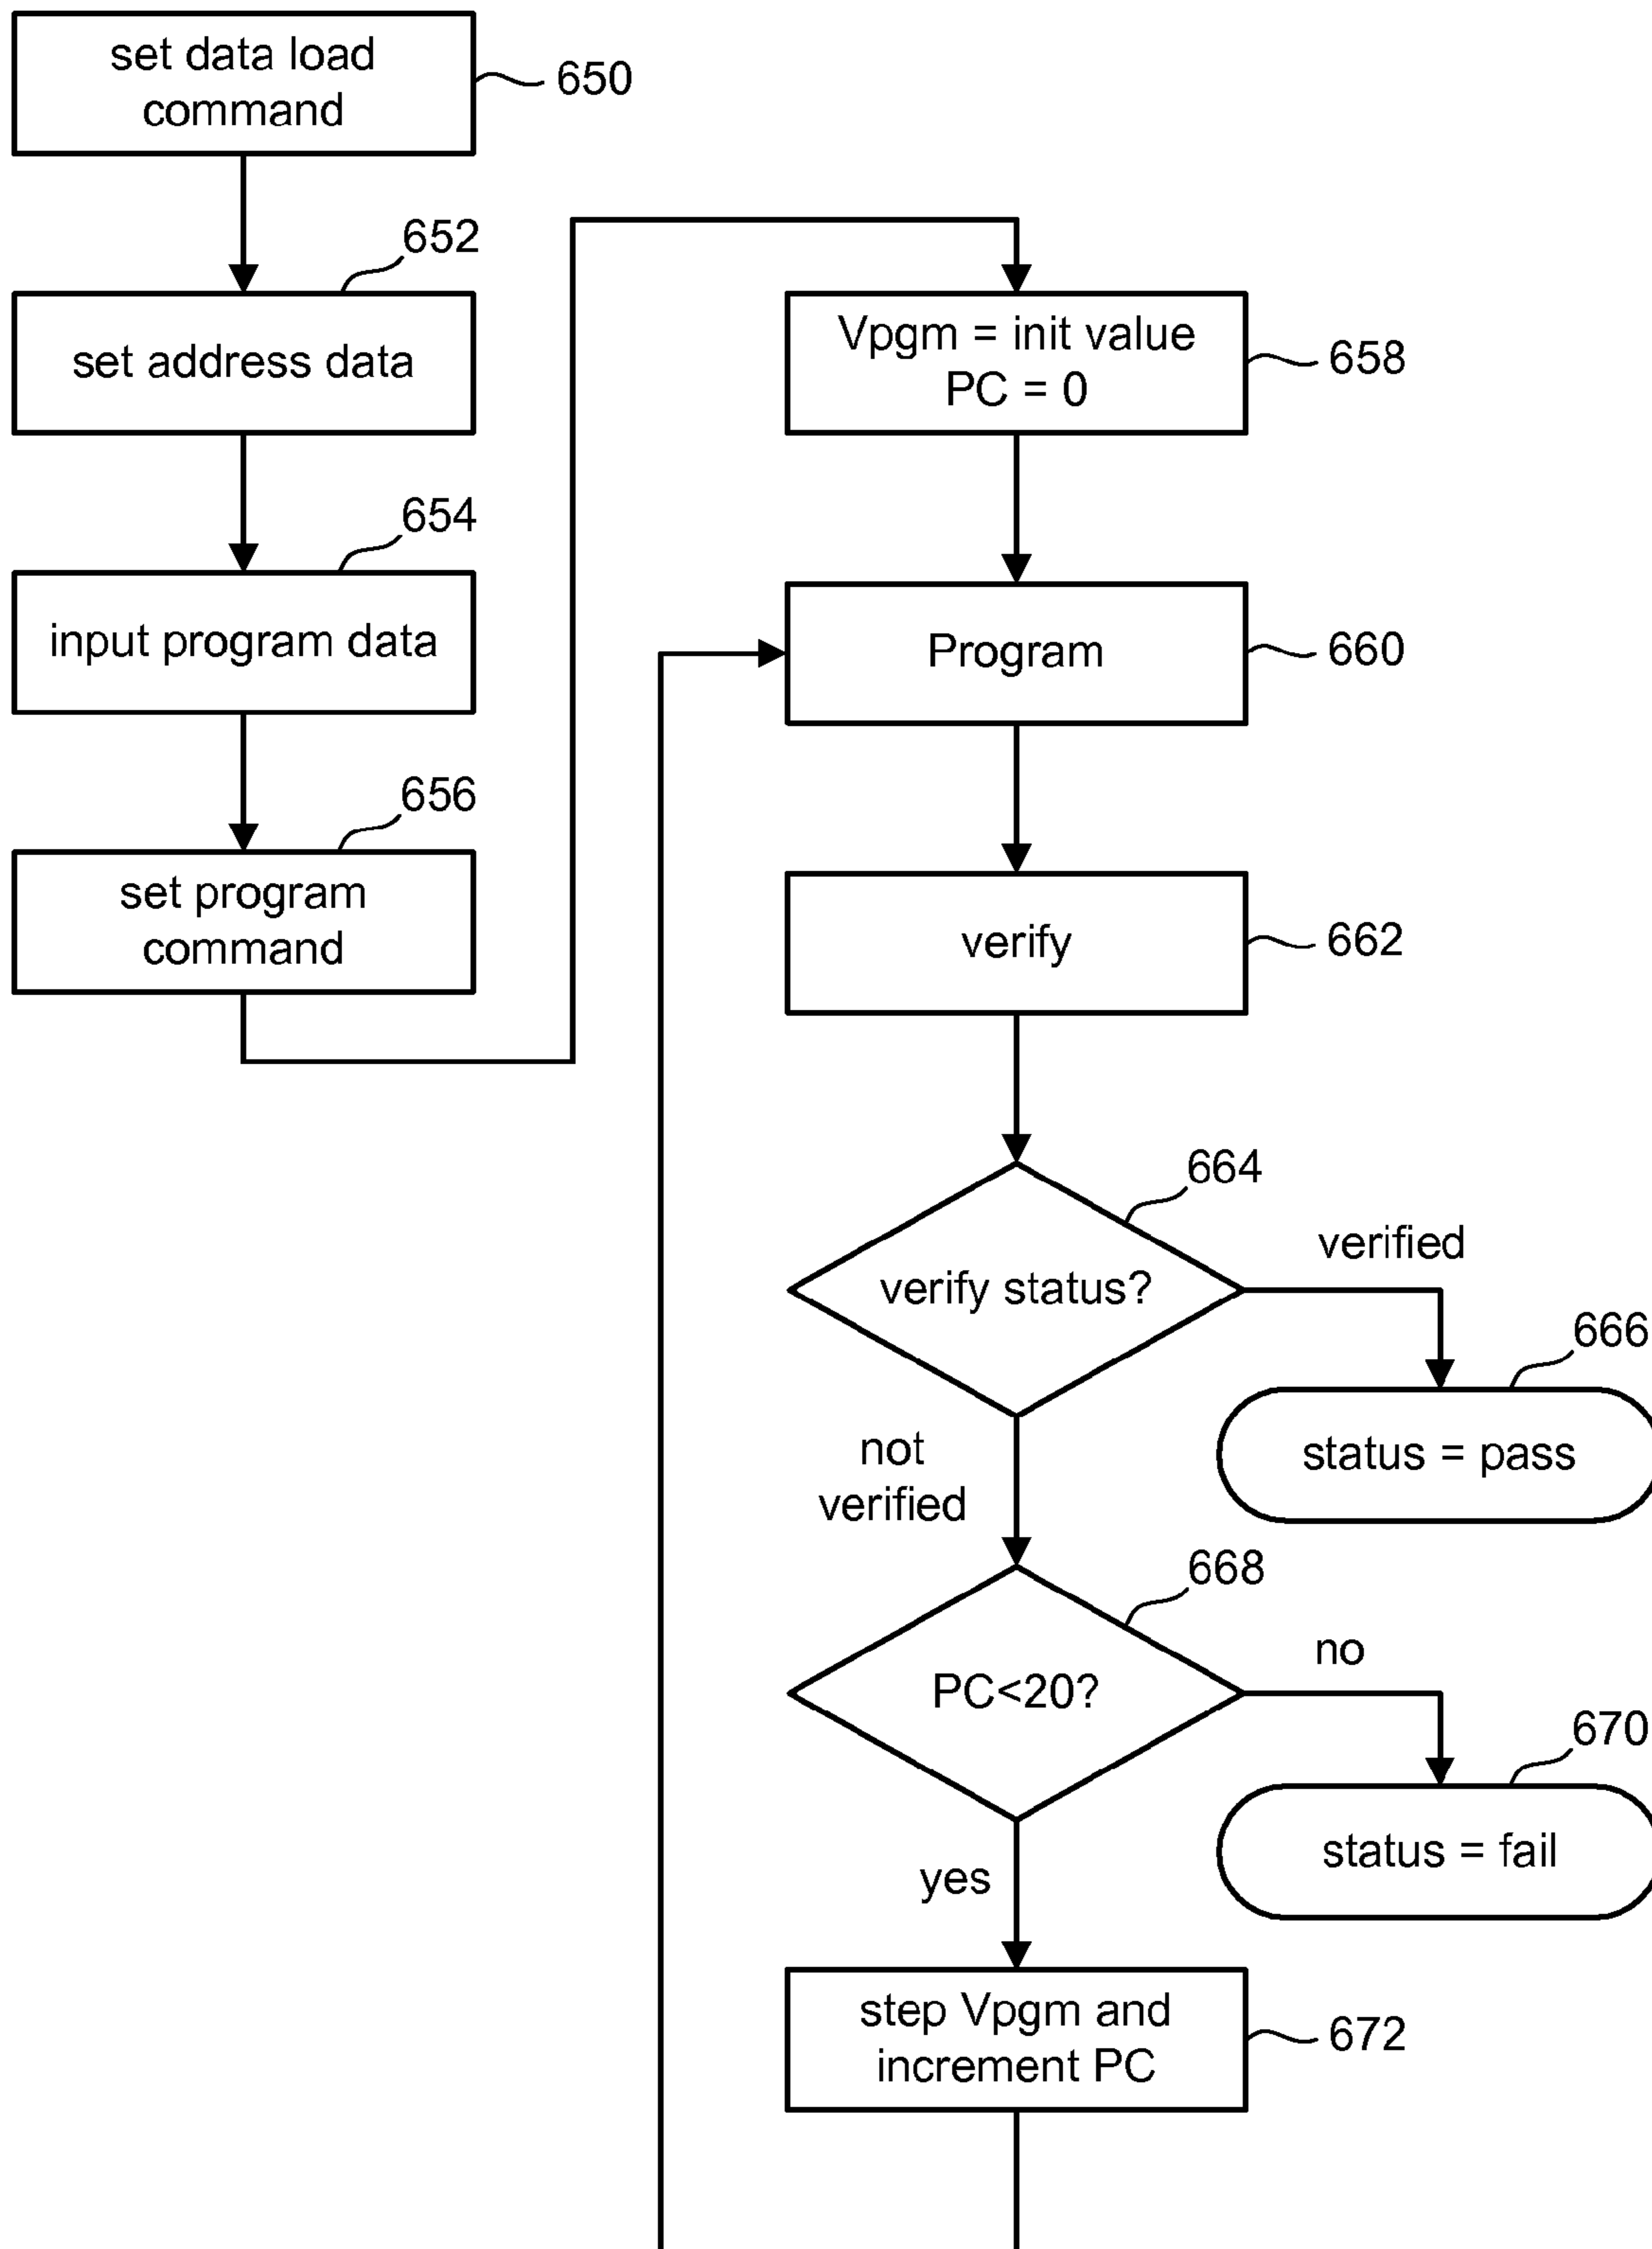 set data load
command
650
652
set address data
654
input program data
656
set program
command
Vpgm = init value
PC = 0
658
Program
660
verify
662
664
verify status?
verified
666
status = pass
not
verified
668
PC<20?
no
670
status = fail
yes
step Vpgm and
increment PC
672